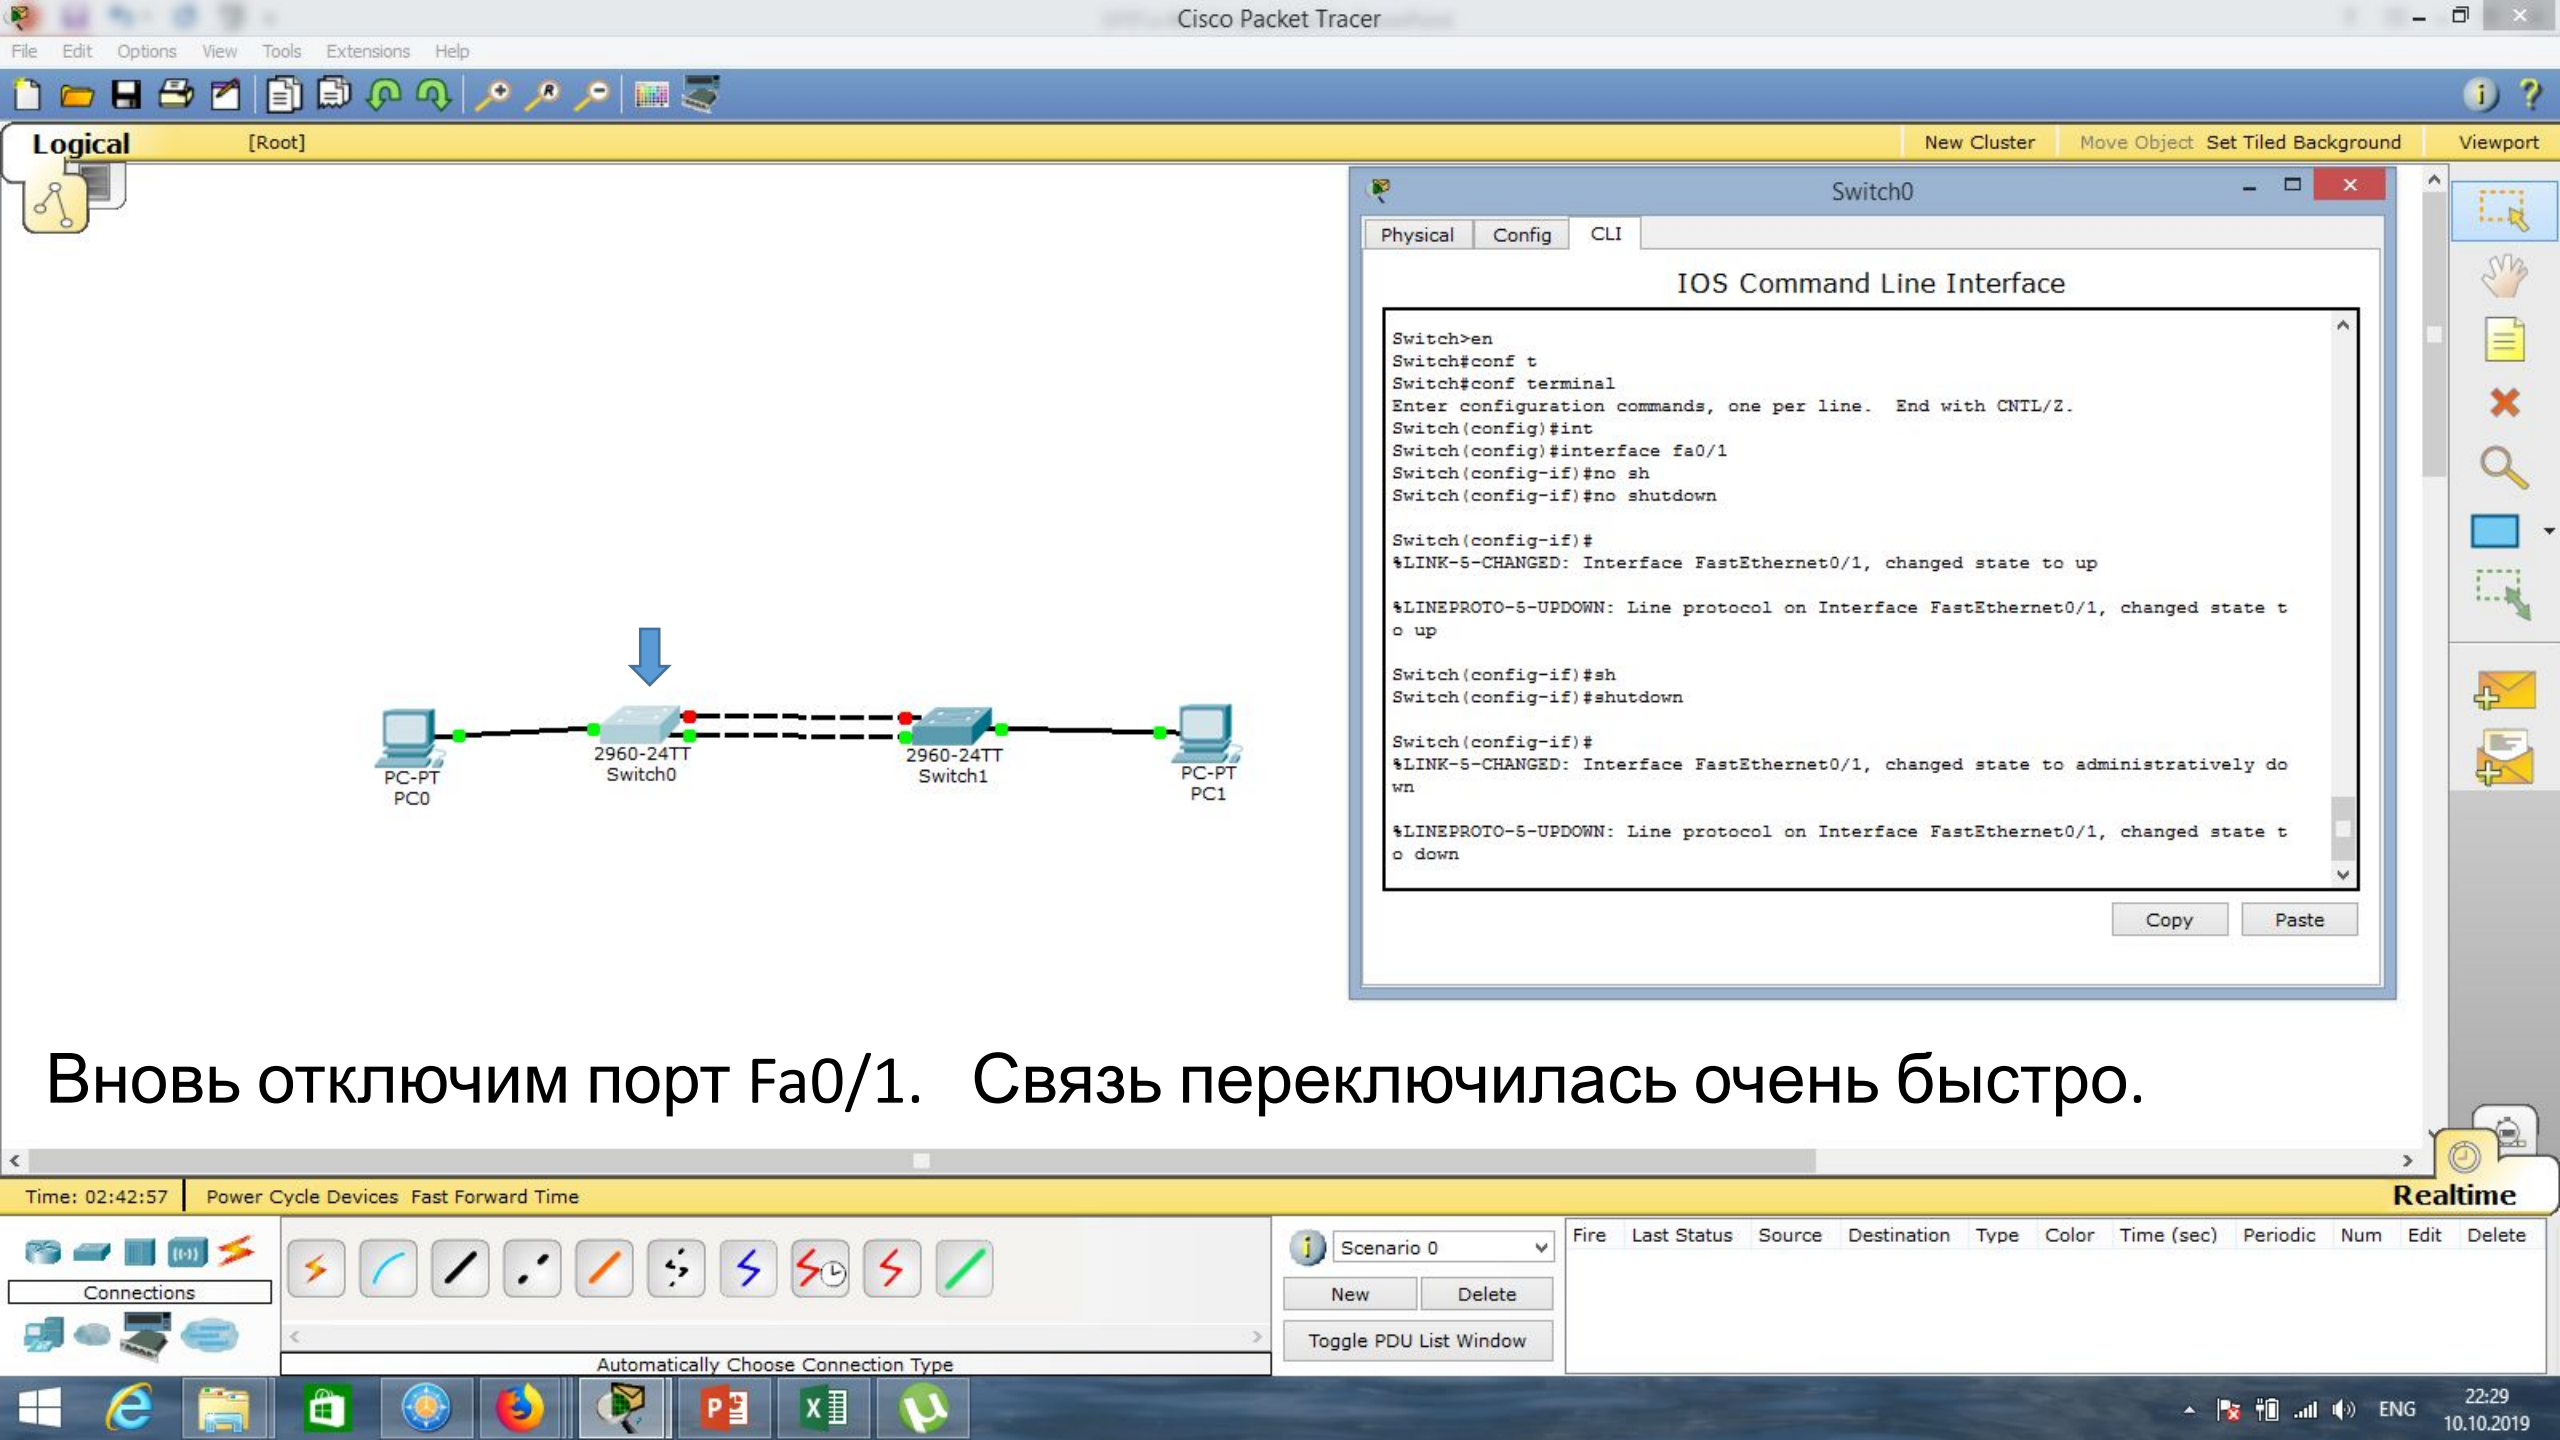 Cisco Packet Tracer
File Edit Options View Tools Extensions Help
Logical [Root] New Cluster Move Object Set Tiled Background Viewport
Switch0
Physical Config CLI
IOS Command Line Interface
Switch>en
Switch#conf t
Switch#conf terminal
Enter configuration commands, one per line.  End with CNTL/Z.
Switch(config)#int
Switch(config)#interface fa0/1
Switch(config-if)#no sh
Switch(config-if)#no shutdown
Switch(config-if)#
%LINK-5-CHANGED: Interface FastEthernet0/1, changed state to up
%LINEPROTO-5-UPDOWN: Line protocol on Interface FastEthernet0/1, changed state t
o up
Switch(config-if)#sh
Switch(config-if)#shutdown
Switch(config-if)#
%LINK-5-CHANGED: Interface FastEthernet0/1, changed state to administratively do
wn
%LINEPROTO-5-UPDOWN: Line protocol on Interface FastEthernet0/1, changed state t
o down
Copy Paste
PC-PT
PC0
2960-24TT
Switch0
2960-24TT
Switch1
PC-PT
PC1
Вновь отключим порт Fa0/1. Связь переключилась очень быстро.
Time: 02:42:57 Power Cycle Devices Fast Forward Time Realtime
Connections
Automatically Choose Connection Type
Scenario 0
New Delete
Toggle PDU List Window
Fire Last Status Source Destination Type Color Time (sec) Periodic Num Edit Delete
ENG
22:29
10.10.2019